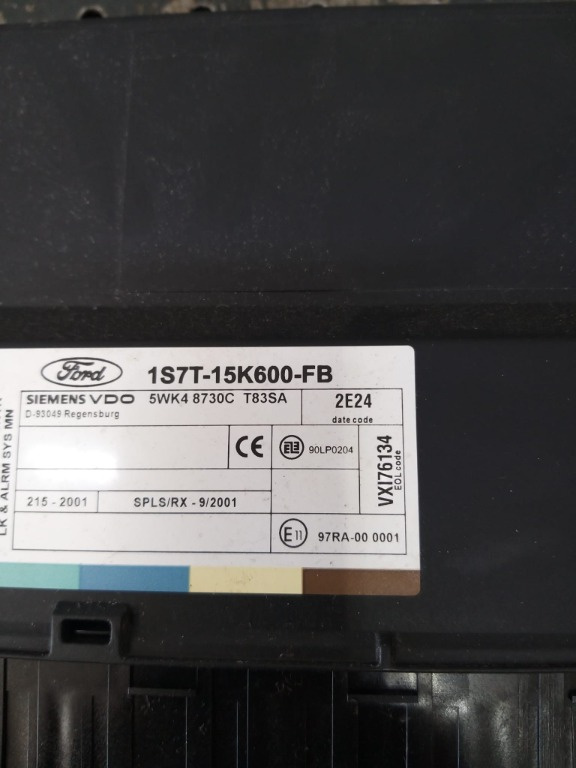 Ford
1S7T-15K600-FB
SIEMENS VDO
D-93049 Regensburg
5WK4 8730C T83SA
2E24
date code
CE
90LP0204
VXI76134
EOL code
215 - 2001
SPLS/RX - 9/2001
E11
97RA-00 0001
LR & ALRM SYS MN